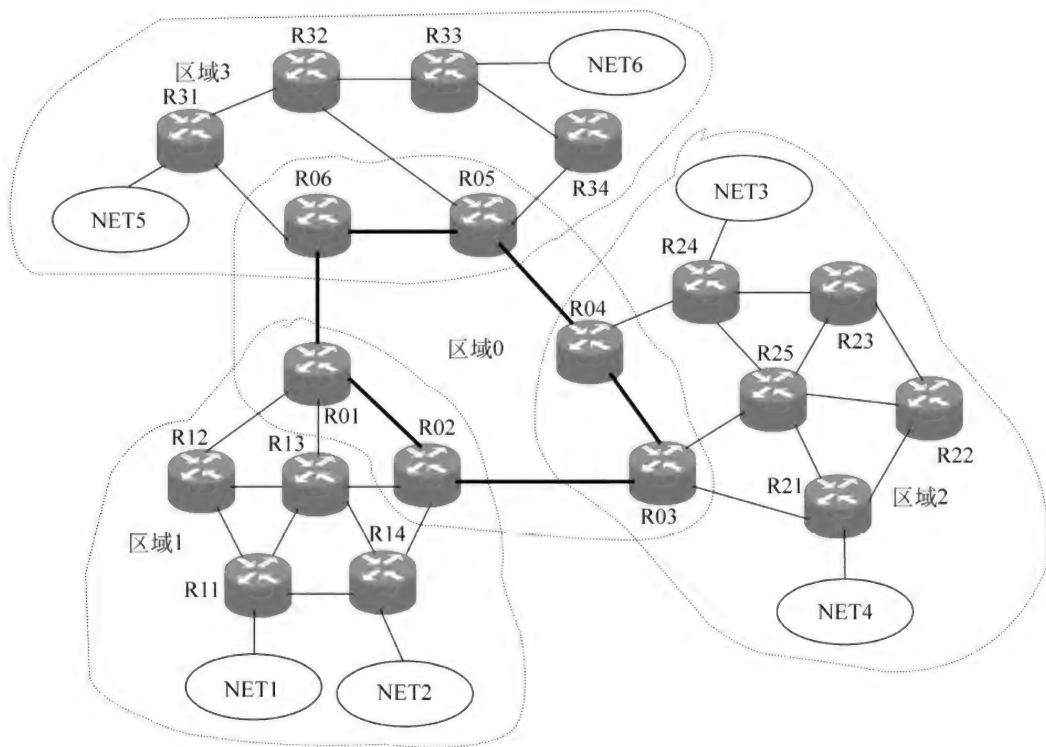 R32
R33
NET6
区域3
R31
R34
NET5
R06
R05
NET3
R24
R04
R23
区域0
R25
R01
R02
R12
R13
R22
R21
区域2
R03
区域1
R14
R11
NET4
NET1
NET2